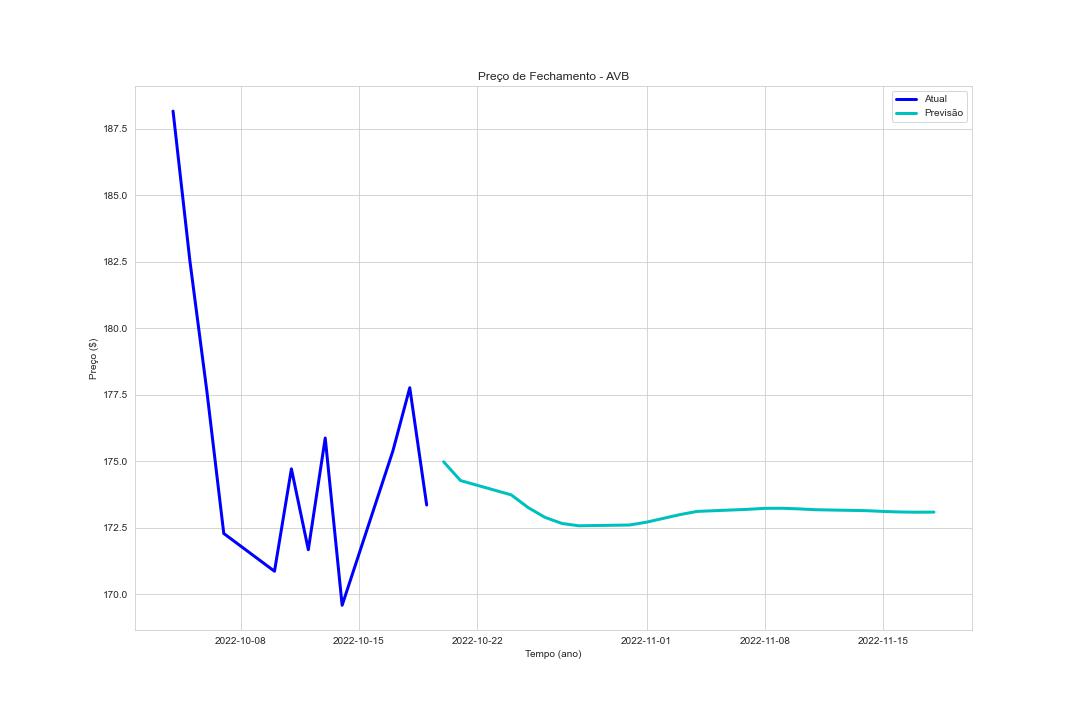 Preço de Fechamento - AVB
Atual
Previsão
187.5
185.0
182.5
180.0
177.5
175.0
172.5
170.0
Preço ($)
2022-10-08
2022-10-15
2022-10-22
2022-11-01
2022-11-08
2022-11-15
Tempo (ano)